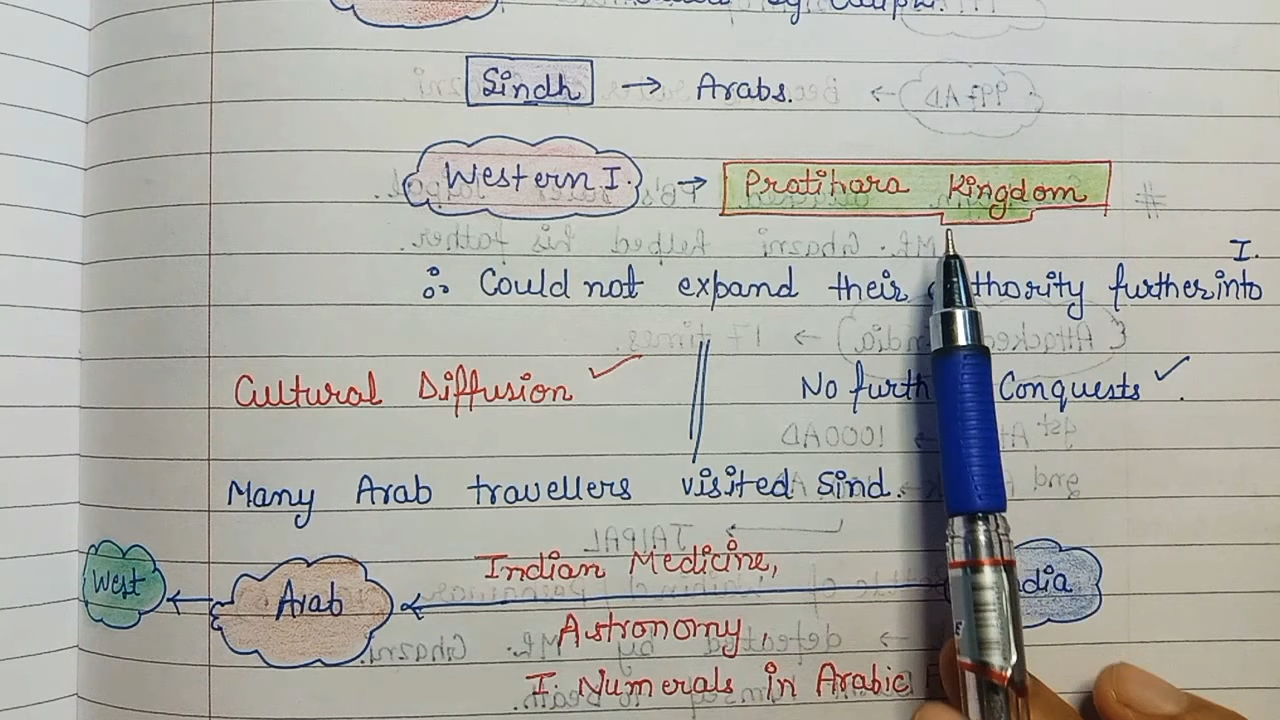 Sindh → Arabs.
Western I. → Pratihara Kingdom
I.
∴ Could not expand their authority further into
Cultural Diffusion ✓ No further Conquests ✓.
Many Arab travellers visited Sind.
Indian Medicine,
West Arab India
Astronomy,
I. Numerals in Arabic